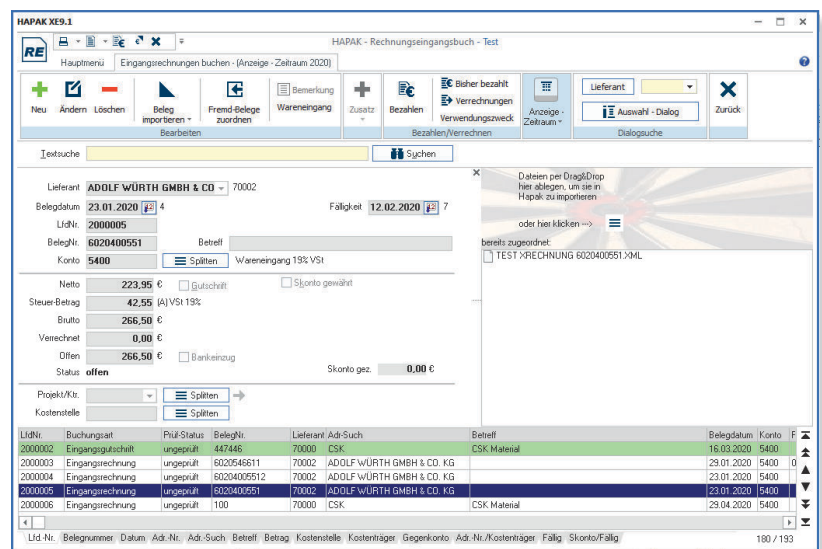 HAPAK XE9.1
RE
HAPAK - Rechnungseingangsbuch - Test
Hauptmenü Eingangsrechnungen buchen - (Anzeige - Zeitraum 2020)
Neu Ändern Löschen Beleg importieren Fremd-Belege zuordnen Bemerkung Wareneingang
Bearbeiten
Zusatz Bezahlen Bisher bezahlt Verrechnungen Verwendungszweck
Bezahlen/Verrechnen
Anzeige - Zeitraum
Lieferant
Auswahl - Dialog
Dialogsuche
Zurück
Textsuche Suchen
Lieferant ADOLF WÜRTH GMBH & CO 70002
Belegdatum 23.01.2020 4 Fälligkeit 12.02.2020 7
LfdNr. 2000005
BelegNr. 6020400551 Betreff
Konto 5400 Splitten Wareneingang 19% VSt
Netto 223,95 € Gutschrift Skonto gewährt
Steuer-Betrag 42,55 (A) VSt 19%
Brutto 266,50 €
Verrechnet 0,00 €
Offen 266,50 € Bankeinzug
Status offen Skonto gez. 0,00 €
Projekt/Ktr. Splitten
Kostenstelle Splitten
Dateien per Drag&Drop
hier ablegen, um sie in
Hapak zu importieren
oder hier klicken --->
bereits zugeordnet:
TEST XRECHNUNG 6020400551.XML
LfdNr. Buchungsart Prüf-Status BelegNr. Lieferant Adr-Such Betreff Belegdatum Konto F
2000002 Eingangsgutschrift ungeprüft 447446 70000 CSK CSK Material 16.03.2020 5400
2000003 Eingangsrechnung ungeprüft 6020546611 70002 ADOLF WÜRTH GMBH & CO. KG 29.01.2020 5400 0
2000004 Eingangsrechnung ungeprüft 60204005512 70002 ADOLF WÜRTH GMBH & CO. KG 23.01.2020 5400
2000005 Eingangsrechnung ungeprüft 6020400551 70002 ADOLF WÜRTH GMBH & CO. KG 23.01.2020 5400
2000006 Eingangsrechnung ungeprüft 100 70000 CSK CSK Material 29.04.2020 5400
Lfd.-Nr. Belegnummer Datum Adr.-Nr. Adr.-Such Betreff Betrag Kostenstelle Kostenträger Gegenkonto Adr.-Nr./Kostenträger Fällig Skonto/Fällig 180 / 193